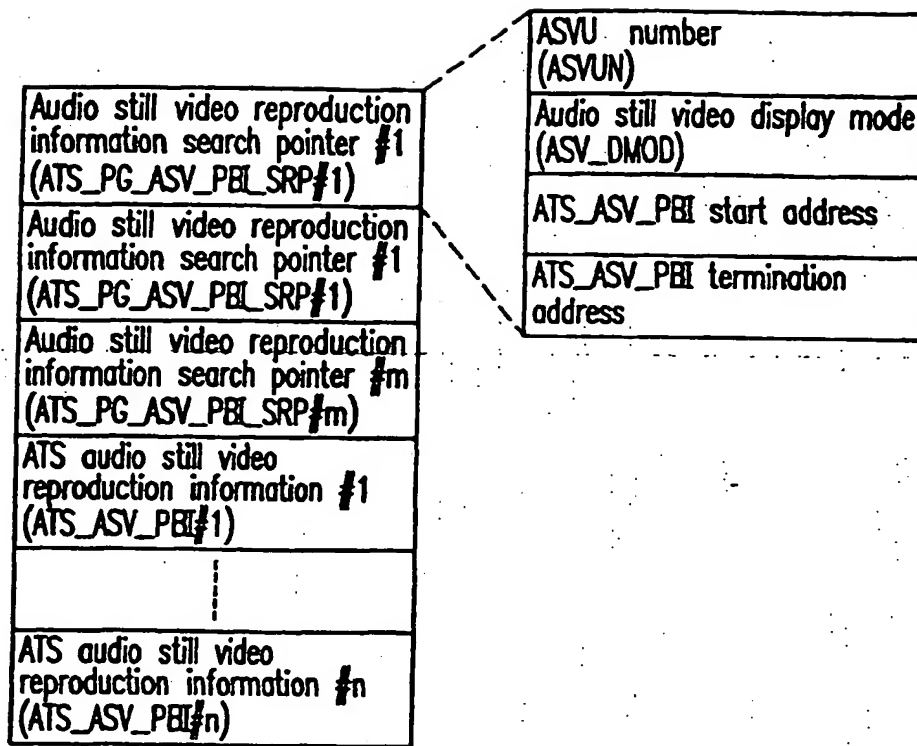 Audio still video reproduction
information search pointer #1
(ATS_PG_ASV_PBI_SRP#1)
Audio still video reproduction
information search pointer #1
(ATS_PG_ASV_PBI_SRP#1)
Audio still video reproduction
information search pointer #m
(ATS_PG_ASV_PBI_SRP#m)
ATS audio still video
reproduction information #1
(ATS_ASV_PBI#1)
ATS audio still video
reproduction information #n
(ATS_ASV_PBI#n)
ASVU number
(ASVUN)
Audio still video display mode
(ASV_DMOD)
ATS_ASV_PBI start address
ATS_ASV_PBI termination
address